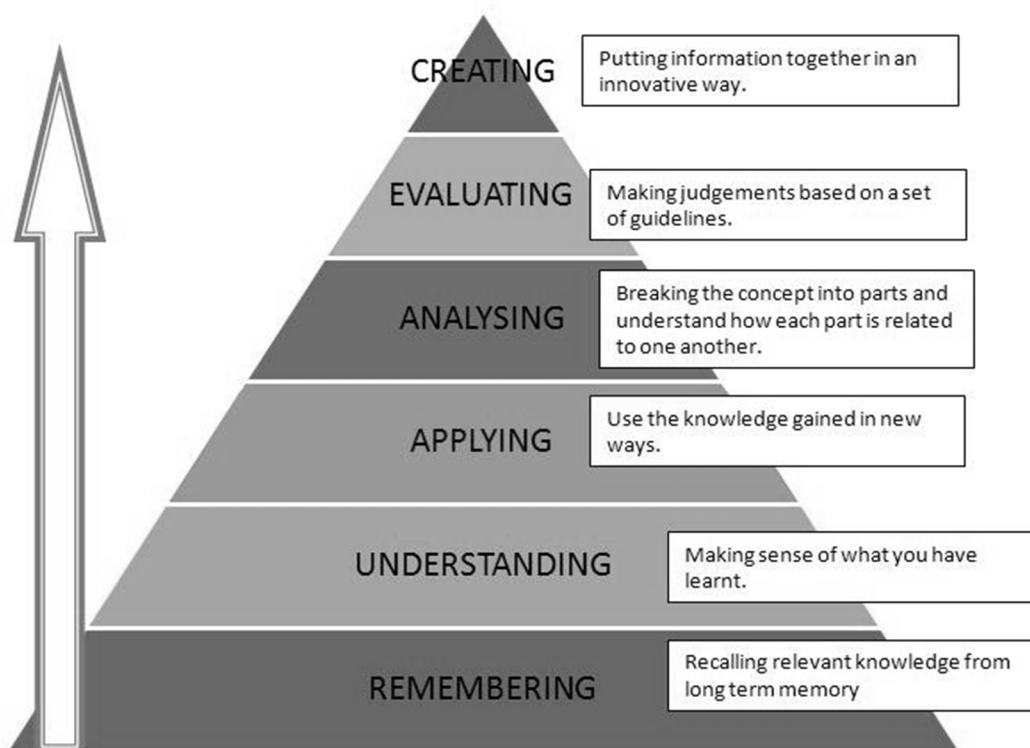 CREATING
Putting information together in an
innovative way.
EVALUATING
Making judgements based on a set
of guidelines.
ANALYSING
Breaking the concept into parts and
understand how each part is related
to one another.
APPLYING
Use the knowledge gained in new
ways.
UNDERSTANDING
Making sense of what you have
learnt.
REMEMBERING
Recalling relevant knowledge from
long term memory